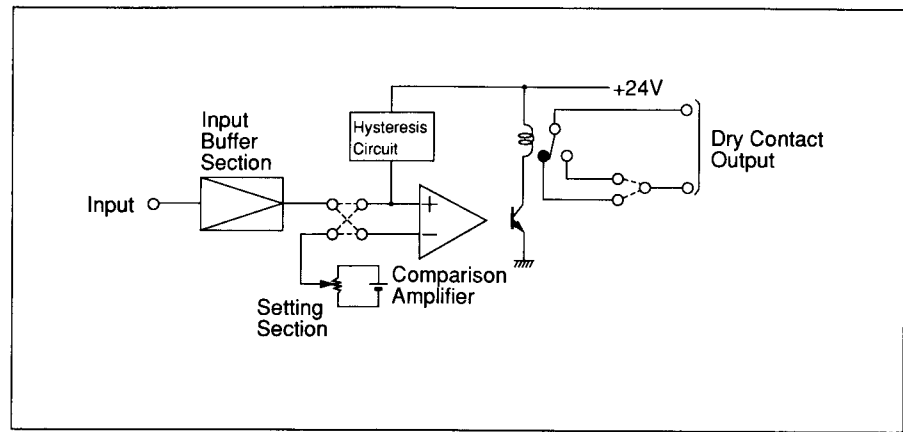 +24V
Input
Buffer
Section
Hysteresis
Circuit
Dry Contact
Output
Input
+
−
Comparison
Amplifier
Setting
Section